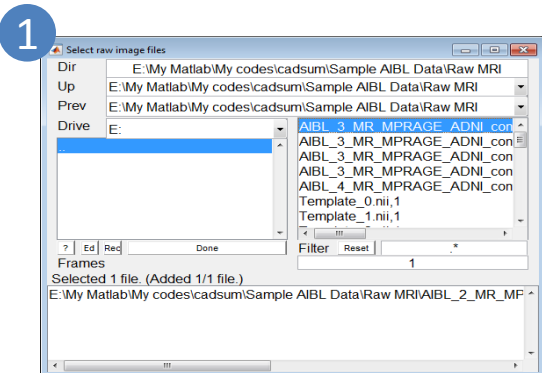 1
Select raw image files
Dir E:\My Matlab\My codes\cadsum\Sample AIBL Data\Raw MRI
Up E:\My Matlab\My codes\cadsum\Sample AIBL Data\Raw MRI
Prev E:\My Matlab\My codes\cadsum\Sample AIBL Data\Raw MRI
Drive E:
..
AIBL_3_MR_MPRAGE_ADNI_con
AIBL_3_MR_MPRAGE_ADNI_con
AIBL_3_MR_MPRAGE_ADNI_con
AIBL_3_MR_MPRAGE_ADNI_con
AIBL_4_MR_MPRAGE_ADNI_con
Template_0.nii,1
Template_1.nii,1
? Ed Rec Done Filter Reset .*
Frames 1
Selected 1 file. (Added 1/1 file.)
E:\My Matlab\My codes\cadsum\Sample AIBL Data\Raw MRI\AIBL_2_MR_MP